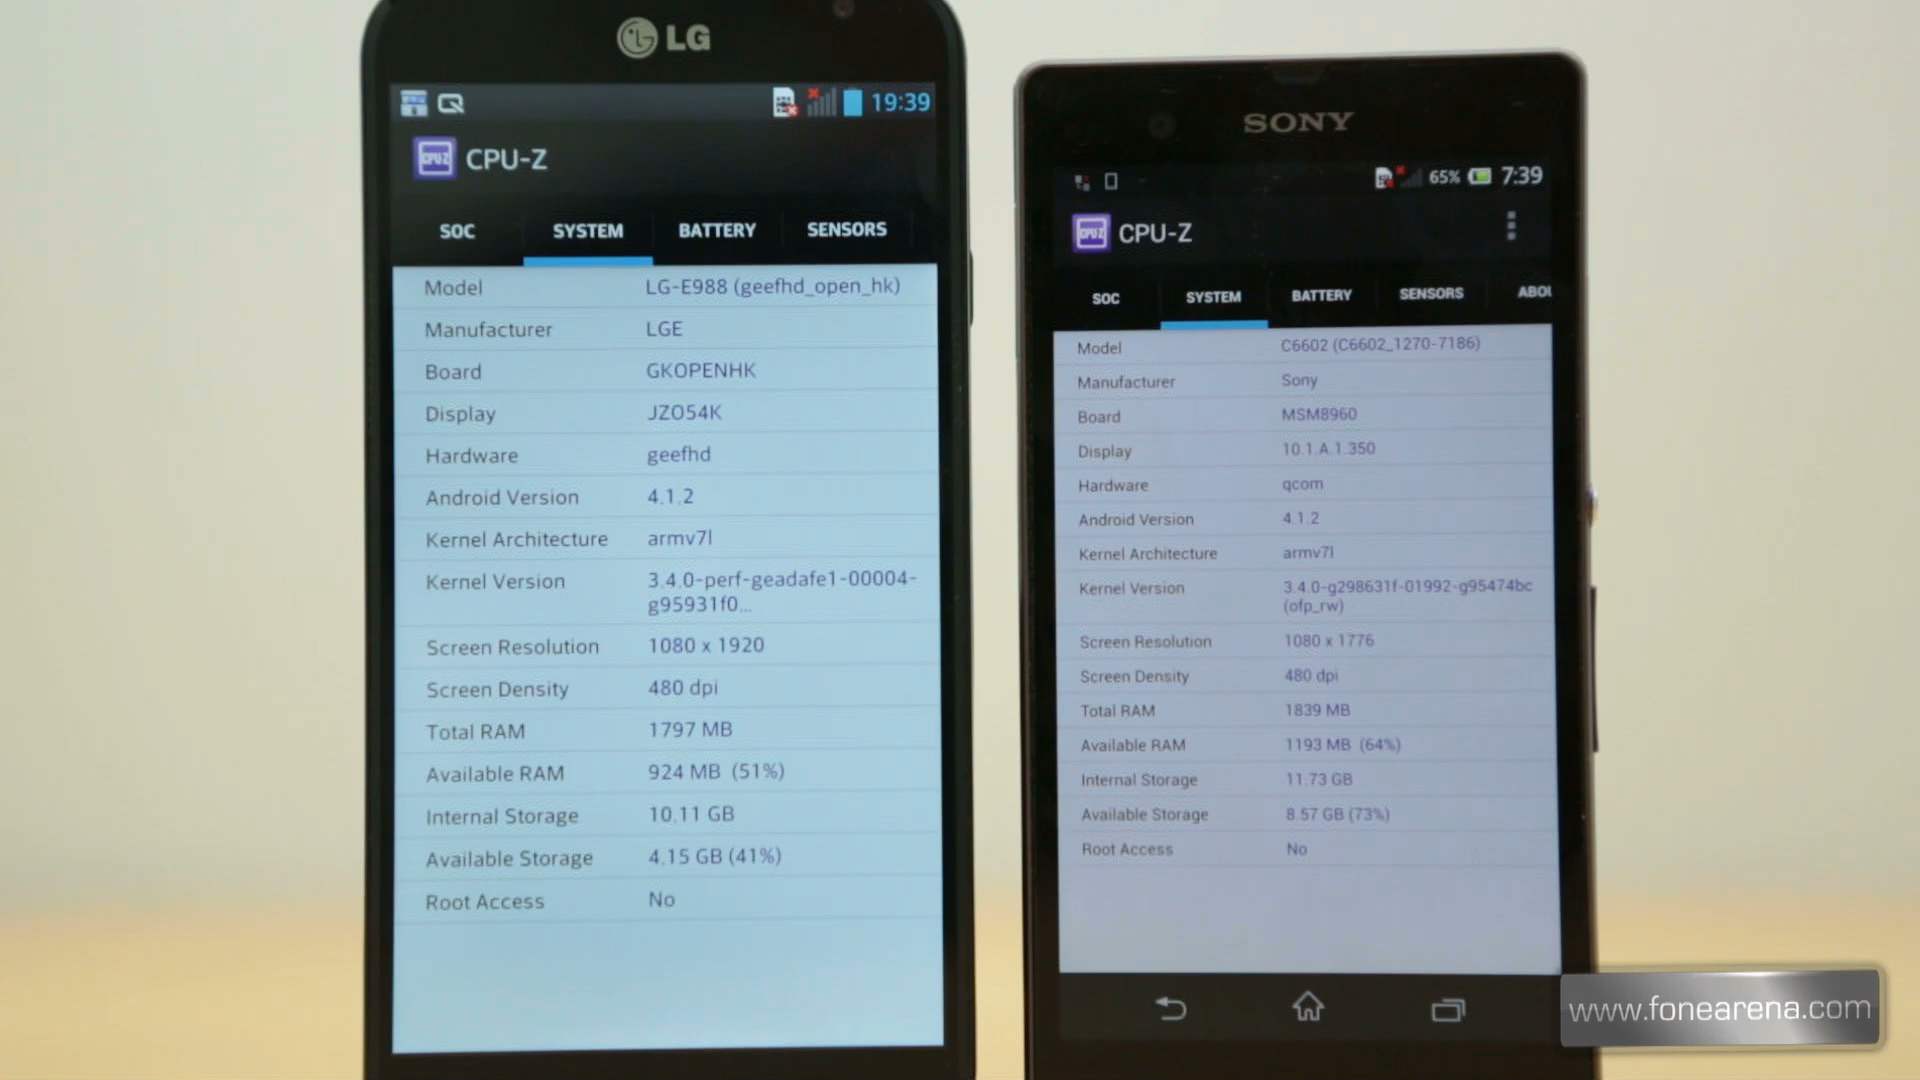 LG
19:39
CPU-Z
SOC SYSTEM BATTERY SENSORS
Model LG-E988 (geefhd_open_hk)
Manufacturer LGE
Board GKOPENHK
Display JZO54K
Hardware geefhd
Android Version 4.1.2
Kernel Architecture armv7l
Kernel Version 3.4.0-perf-geadafe1-00004-
g95931f0...
Screen Resolution 1080 x 1920
Screen Density 480 dpi
Total RAM 1797 MB
Available RAM 924 MB (51%)
Internal Storage 10.11 GB
Available Storage 4.15 GB (41%)
Root Access No
SONY
65% 7:39
CPU-Z
SOC SYSTEM BATTERY SENSORS ABOU
Model C6602 (C6602_1270-7186)
Manufacturer Sony
Board MSM8960
Display 10.1.A.1.350
Hardware qcom
Android Version 4.1.2
Kernel Architecture armv7l
Kernel Version 3.4.0-g298631f-01992-g95474bc
(ofp_rw)
Screen Resolution 1080 x 1776
Screen Density 480 dpi
Total RAM 1839 MB
Available RAM 1193 MB (64%)
Internal Storage 11.73 GB
Available Storage 8.57 GB (73%)
Root Access No
www.fonearena.com